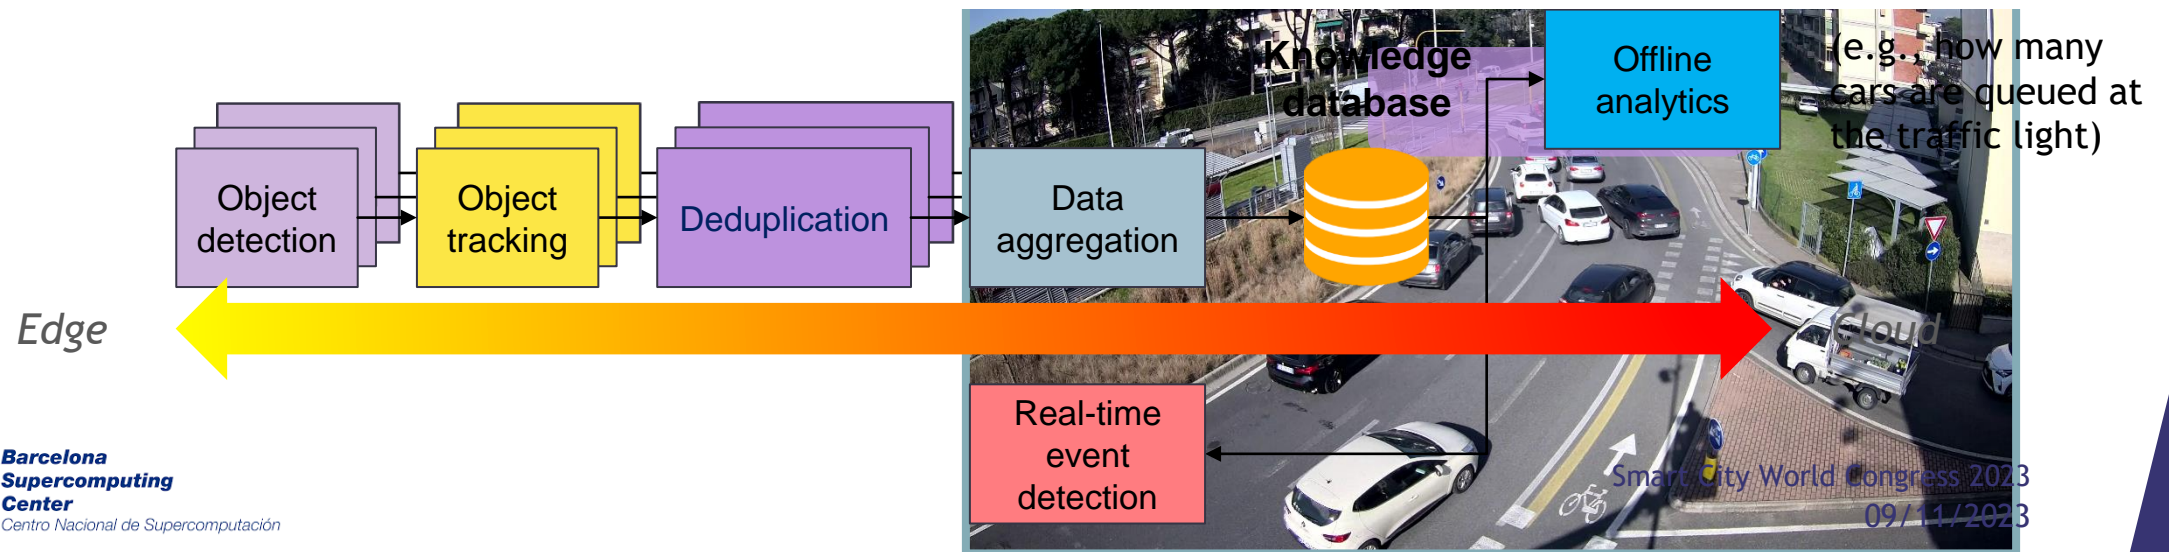 Knowledge
database
Offline
analytics
(e.g., how many
cars are queued at
the traffic light)
Object
detection
Object
tracking
Deduplication
Data
aggregation
Edge
Cloud
Real-time
event
detection
Barcelona
Supercomputing
Center
Centro Nacional de Supercomputación
Smart City World Congress 2023
09/11/2023